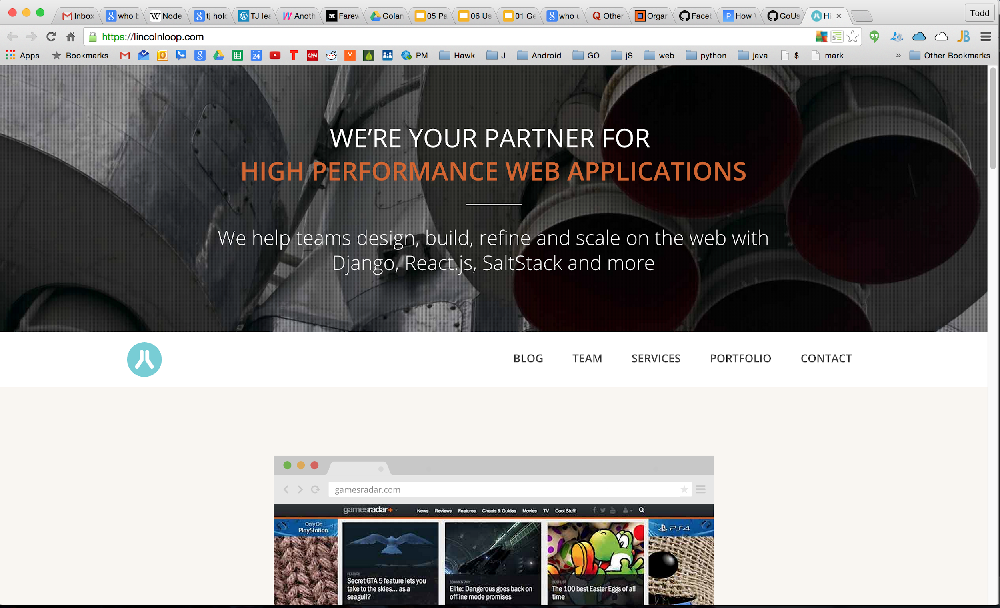 Inbox
who b
W Node
tj holc
TJ lea
Anoth
M Farew
Golan
05 Pa
06 Us
01 Ge
who u
Q Other
Organ
Faceb
P How
GoUs
Hi
Todd
https://lincolnloop.com
Apps
Bookmarks
24
T
CNN
Y
PM
Hawk
J
Android
GO
jS
web
python
java
$
mark
»
Other Bookmarks
WE’RE YOUR PARTNER FOR
HIGH PERFORMANCE WEB APPLICATIONS
We help teams design, build, refine and scale on the web with
Django, React.js, SaltStack and more
BLOG
TEAM
SERVICES
PORTFOLIO
CONTACT
gamesradar.com
gamesradar+
News
Reviews
Features
Cheats & Guides
Movies
TV
Cool Stuff!
Only On
PlayStation
PS4
FEATURE
Secret GTA 5 feature lets you
take to the skies... as a
seagull?
COMMENTARY
Elite: Dangerous goes back on
offline mode promises
BEST LIST
The 100 best Easter Eggs of all
time